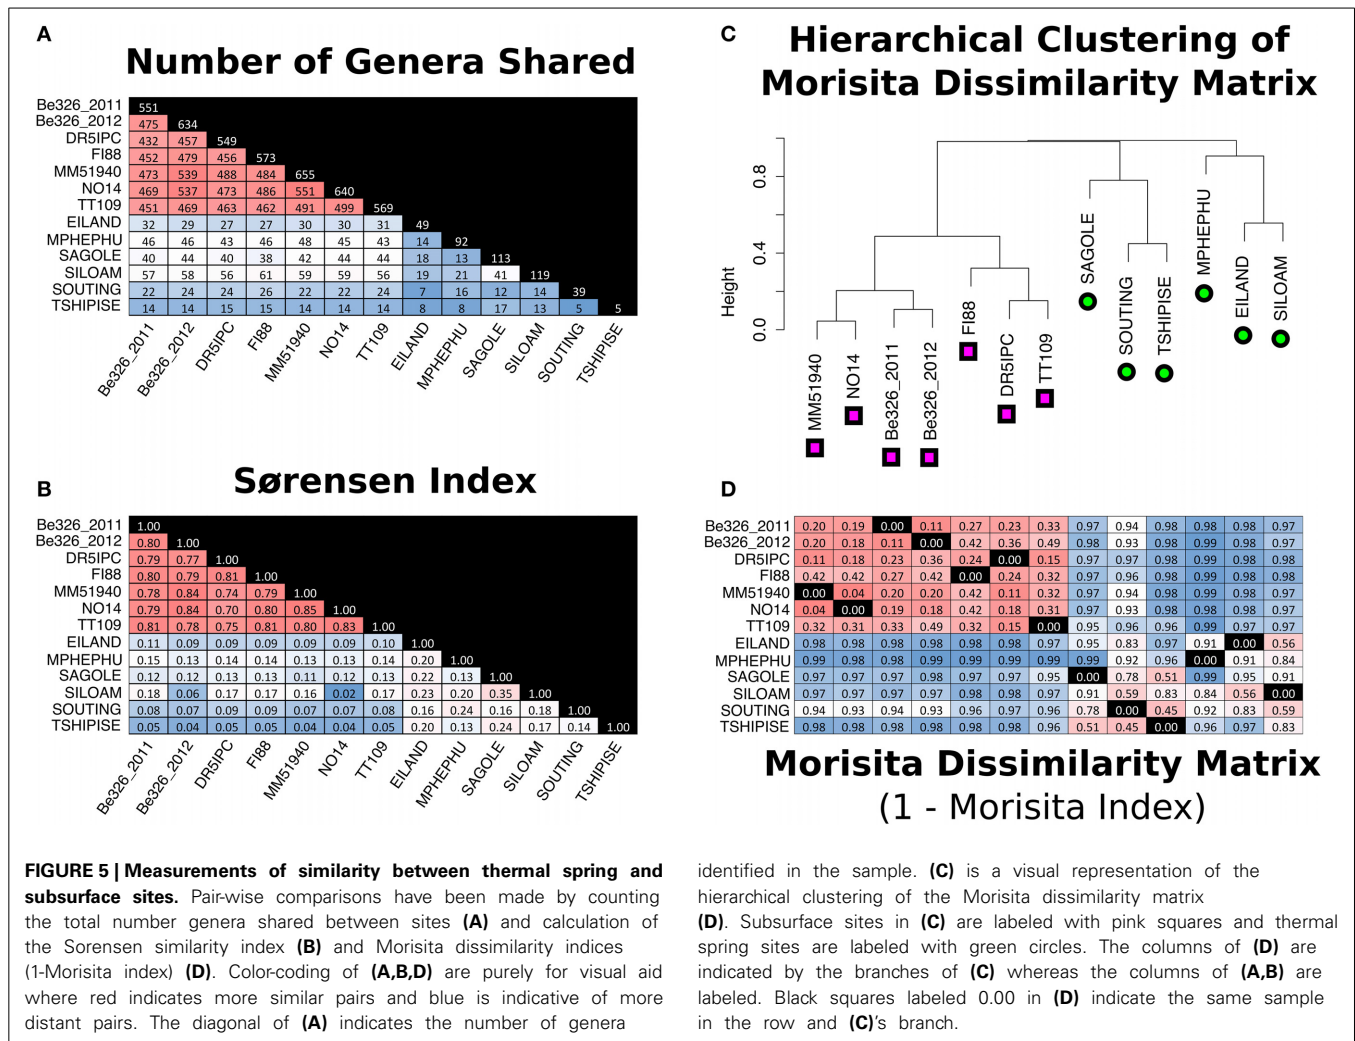 A
Number of Genera Shared
Be326_2011 551
Be326_2012 475 634
DR5IPC 432 457 549
FI88 452 479 456 573
MM51940 473 539 488 484 655
NO14 469 537 473 486 551 640
TT109 451 469 463 462 491 499 569
EILAND 32 29 27 27 30 30 31 49
MPHEPHU 46 46 43 46 48 45 43 14 92
SAGOLE 40 44 40 38 42 44 44 18 13 113
SILOAM 57 58 56 61 59 59 56 19 21 41 119
SOUTING 22 24 24 26 22 22 24 7 16 12 14 39
TSHIPISE 14 14 15 15 14 14 14 8 8 17 13 5 5
Be326_2011 Be326_2012 DR5IPC FI88 MM51940 NO14 TT109 EILAND MPHEPHU SAGOLE SILOAM SOUTING TSHIPISE
B
Sørensen Index
Be326_2011 1.00
Be326_2012 0.80 1.00
DR5IPC 0.79 0.77 1.00
FI88 0.80 0.79 0.81 1.00
MM51940 0.78 0.84 0.74 0.79 1.00
NO14 0.79 0.84 0.70 0.80 0.85 1.00
TT109 0.81 0.78 0.75 0.81 0.80 0.83 1.00
EILAND 0.11 0.09 0.09 0.09 0.09 0.09 0.10 1.00
MPHEPHU 0.15 0.13 0.14 0.14 0.13 0.13 0.14 0.20 1.00
SAGOLE 0.12 0.12 0.13 0.13 0.11 0.12 0.13 0.22 0.13 1.00
SILOAM 0.18 0.06 0.17 0.17 0.16 0.02 0.17 0.23 0.20 0.35 1.00
SOUTING 0.08 0.07 0.09 0.09 0.07 0.07 0.08 0.16 0.24 0.16 0.18 1.00
TSHIPISE 0.05 0.04 0.05 0.05 0.04 0.04 0.05 0.20 0.13 0.24 0.17 0.14 1.00
Be326_2011 Be326_2012 DR5IPC FI88 MM51940 NO14 TT109 EILAND MPHEPHU SAGOLE SILOAM SOUTING TSHIPISE
C
Hierarchical Clustering of
Morisita Dissimilarity Matrix
Height
0.8
0.4
0.0
MM51940
NO14
Be326_2011
Be326_2012
FI88
DR5IPC
TT109
SAGOLE
SOUTING
TSHIPISE
MPHEPHU
EILAND
SILOAM
D
Be326_2011 0.20 0.19 0.00 0.11 0.27 0.23 0.33 0.97 0.94 0.98 0.98 0.98 0.97
Be326_2012 0.20 0.18 0.11 0.00 0.42 0.36 0.49 0.98 0.93 0.98 0.99 0.98 0.97
DR5IPC 0.11 0.18 0.23 0.36 0.24 0.00 0.15 0.97 0.97 0.98 0.99 0.98 0.98
FI88 0.42 0.42 0.27 0.42 0.00 0.24 0.32 0.97 0.96 0.98 0.99 0.98 0.97
MM51940 0.00 0.04 0.20 0.20 0.42 0.11 0.32 0.97 0.94 0.98 0.99 0.98 0.97
NO14 0.04 0.00 0.19 0.18 0.42 0.18 0.31 0.97 0.93 0.98 0.98 0.98 0.97
TT109 0.32 0.31 0.33 0.49 0.32 0.15 0.00 0.95 0.96 0.96 0.99 0.97 0.97
EILAND 0.98 0.98 0.98 0.98 0.98 0.98 0.97 0.95 0.83 0.97 0.91 0.00 0.56
MPHEPHU 0.99 0.98 0.98 0.99 0.99 0.99 0.99 0.99 0.92 0.96 0.00 0.91 0.84
SAGOLE 0.97 0.97 0.97 0.98 0.97 0.97 0.95 0.00 0.78 0.51 0.99 0.95 0.91
SILOAM 0.97 0.97 0.97 0.97 0.98 0.98 0.97 0.91 0.59 0.83 0.84 0.56 0.00
SOUTING 0.94 0.93 0.94 0.93 0.96 0.97 0.96 0.78 0.00 0.45 0.92 0.83 0.59
TSHIPISE 0.98 0.98 0.98 0.98 0.98 0.98 0.96 0.51 0.45 0.00 0.96 0.97 0.83
Morisita Dissimilarity Matrix
(1 - Morisita Index)
FIGURE 5 | Measurements of similarity between thermal spring and
subsurface sites. Pair-wise comparisons have been made by counting
the total number genera shared between sites (A) and calculation of
the Sorensen similarity index (B) and Morisita dissimilarity indices
(1-Morisita index) (D). Color-coding of (A,B,D) are purely for visual aid
where red indicates more similar pairs and blue is indicative of more
distant pairs. The diagonal of (A) indicates the number of genera
identified in the sample. (C) is a visual representation of the
hierarchical clustering of the Morisita dissimilarity matrix
(D). Subsurface sites in (C) are labeled with pink squares and thermal
spring sites are labeled with green circles. The columns of (D) are
indicated by the branches of (C) whereas the columns of (A,B) are
labeled. Black squares labeled 0.00 in (D) indicate the same sample
in the row and (C)'s branch.